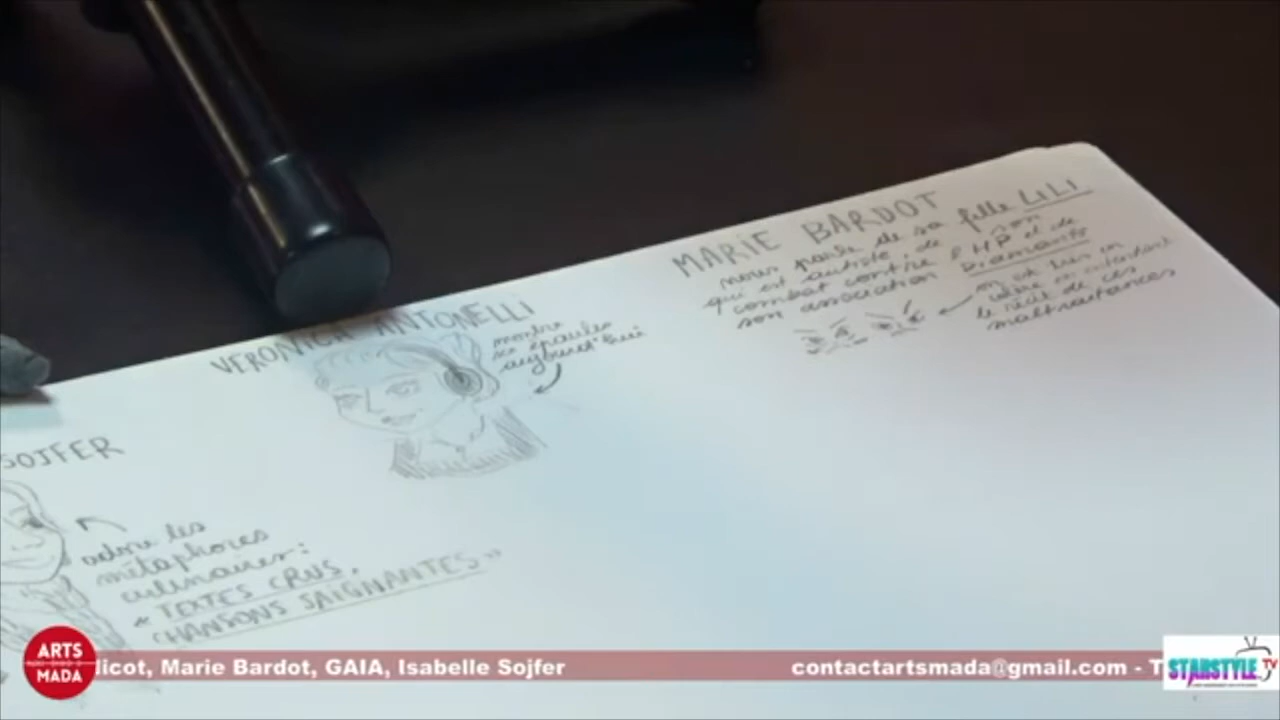 MARIE BARDOT
nous parle de sa fille LILI
qui est autiste, de son
combat contre l'HP et de
son association Diamants
on rit tous en
même en entendant
le récit de ces
maltraitances
VERONICA ANTONELLI
montre
ses épaules
aujourd'hui
SOJFER
adore les
métaphores
culinaires :
" TEXTES CRUS,
CHANSONS SAIGNANTES "
ARTS
MADA
licot, Marie Bardot, GAIA, Isabelle Sojfer
contactartsmada@gmail.com - T
STARSTYLE TV